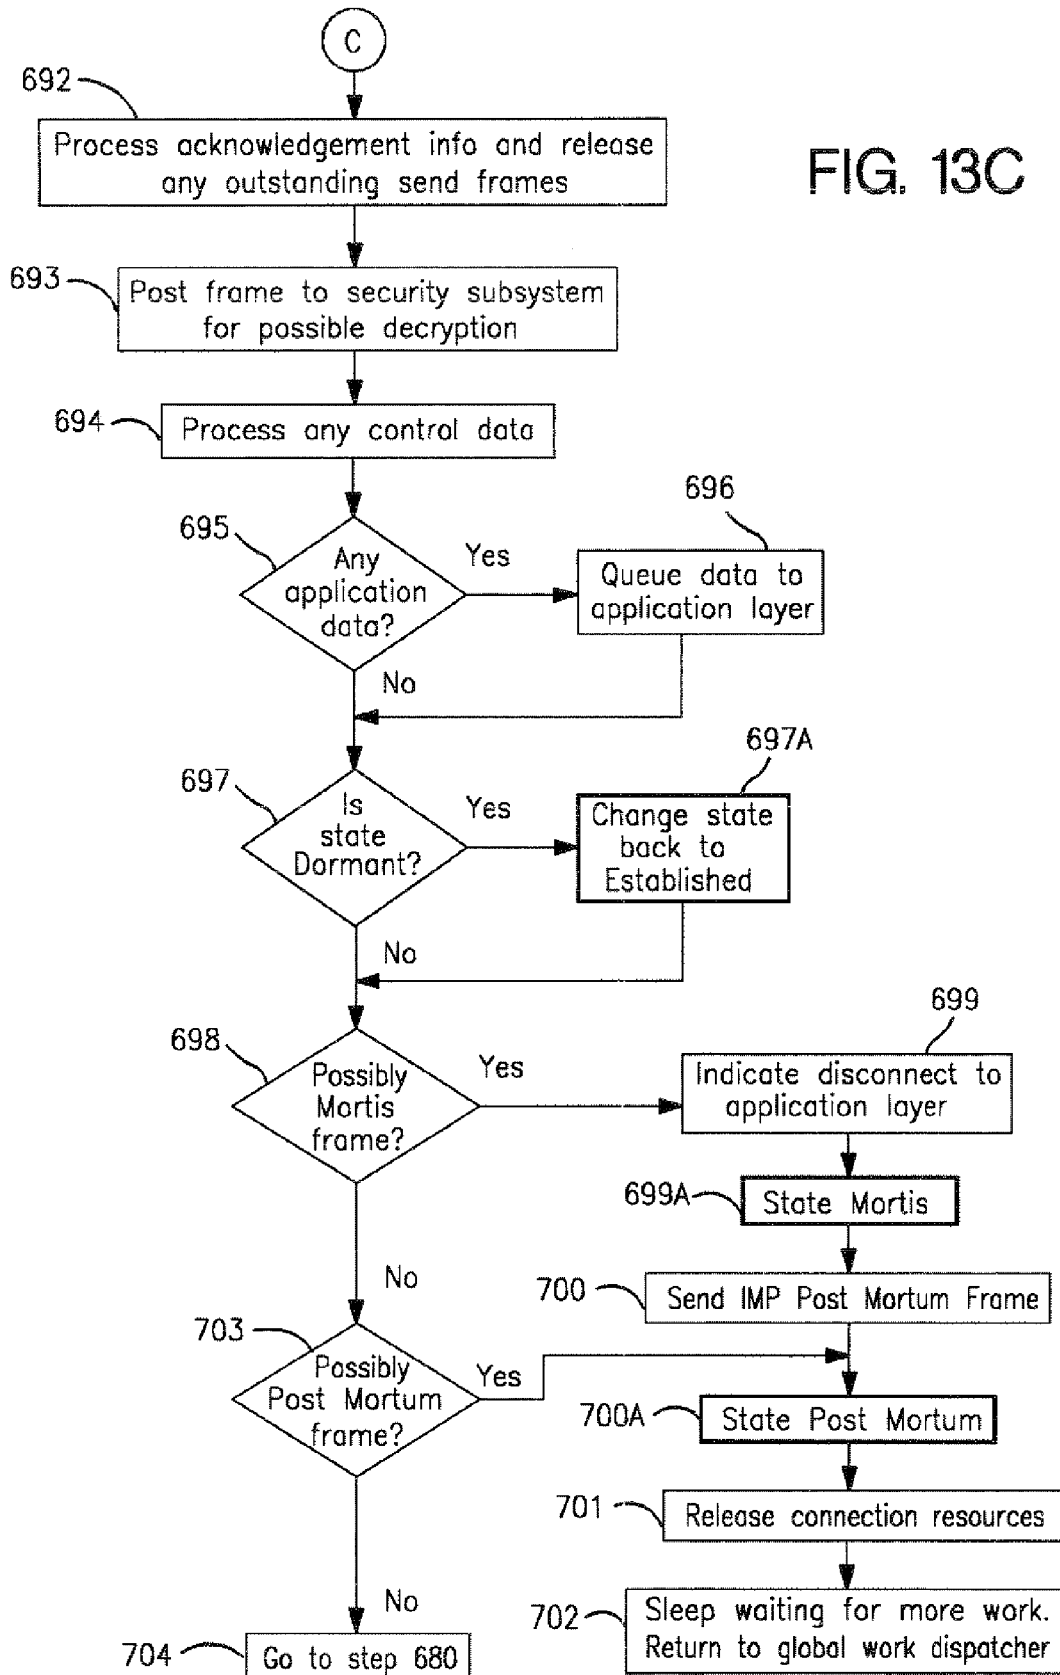 C
692
Process acknowledgement info and release
any outstanding send frames
FIG. 13C
693
Post frame to security subsystem
for possible decryption
694
Process any control data
695
Any
application
data?
Yes
696
Queue data to
application layer
No
697
Is
state
Dormant?
Yes
697A
Change state
back to
Established
No
698
Possibly
Mortis
frame?
Yes
699
Indicate disconnect to
application layer
699A
State Mortis
No
700
Send IMP Post Mortum Frame
703
Possibly
Post Mortum
frame?
Yes
700A
State Post Mortum
701
Release connection resources
No
702
Sleep waiting for more work.
Return to global work dispatcher
704
Go to step 680